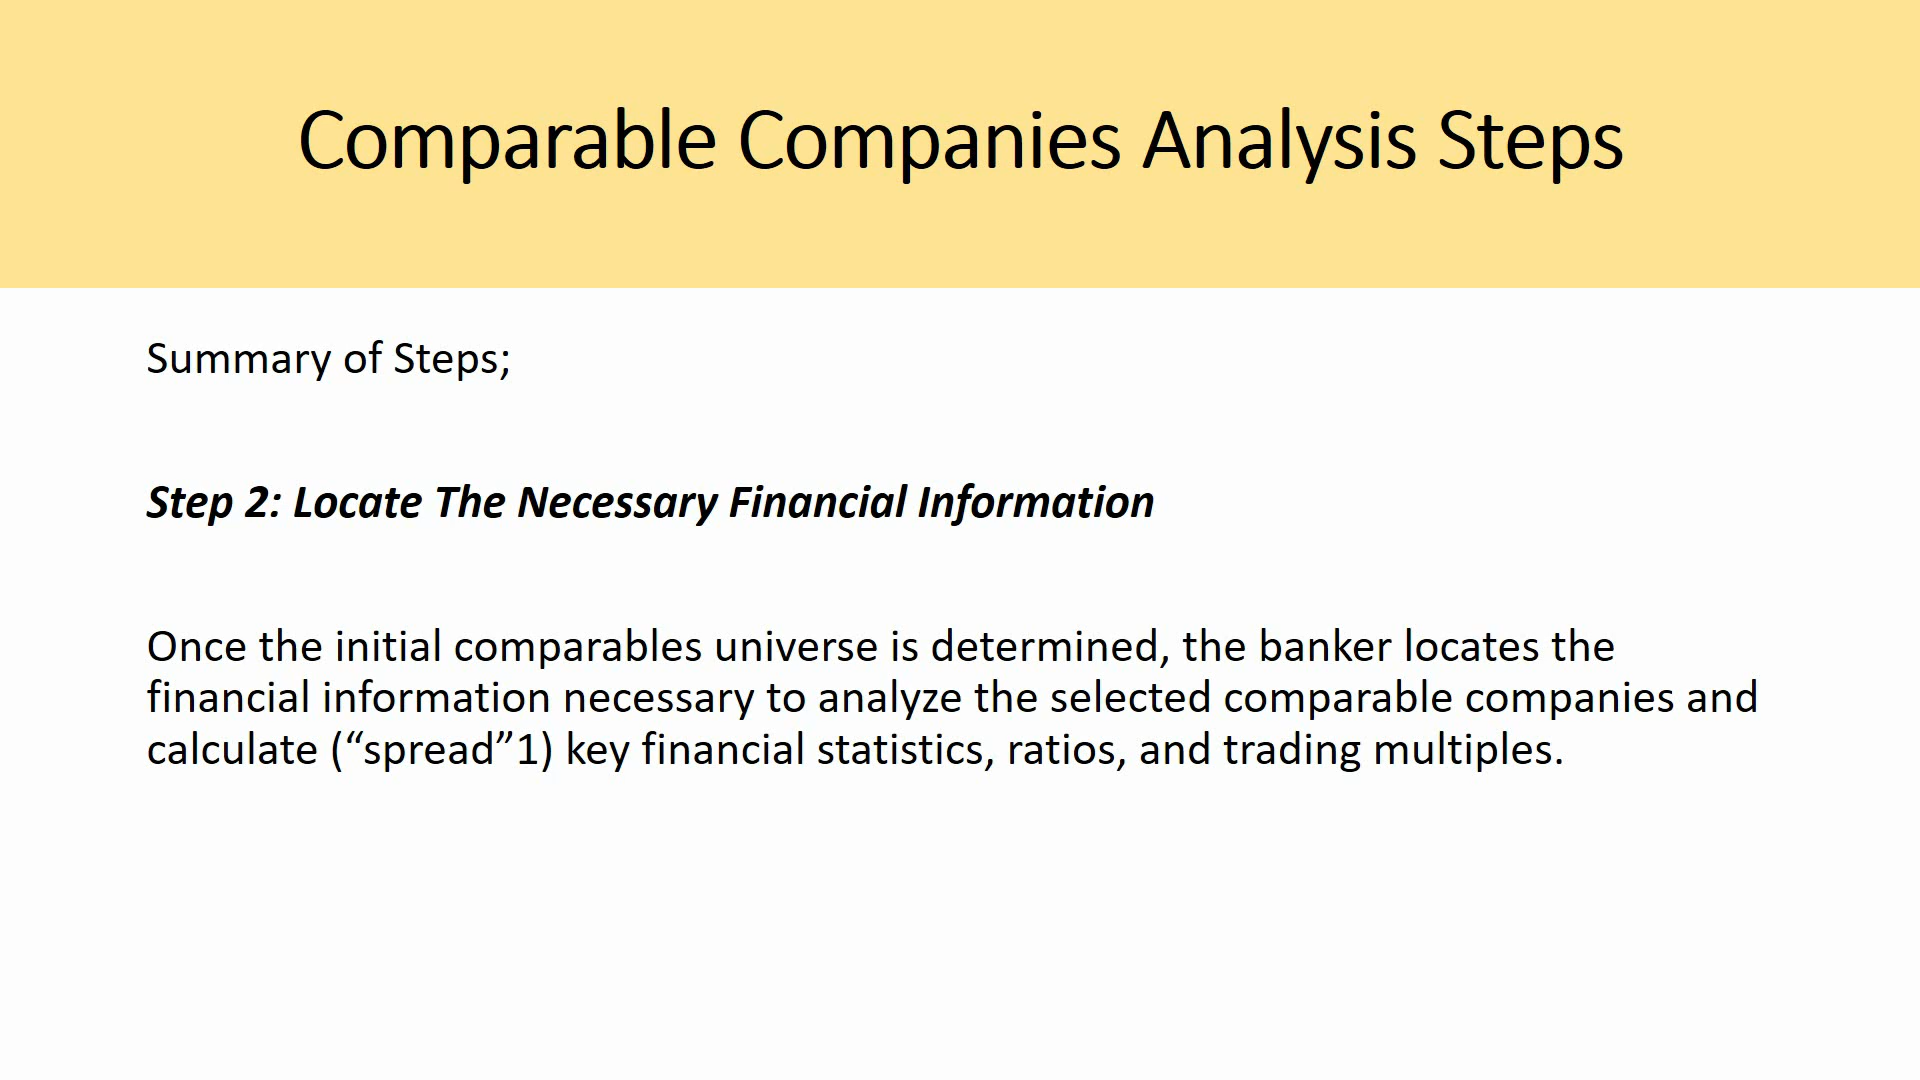 Comparable Companies Analysis Steps
Summary of Steps;
Step 2: Locate The Necessary Financial Information
Once the initial comparables universe is determined, the banker locates the
financial information necessary to analyze the selected comparable companies and
calculate (“spread”1) key financial statistics, ratios, and trading multiples.